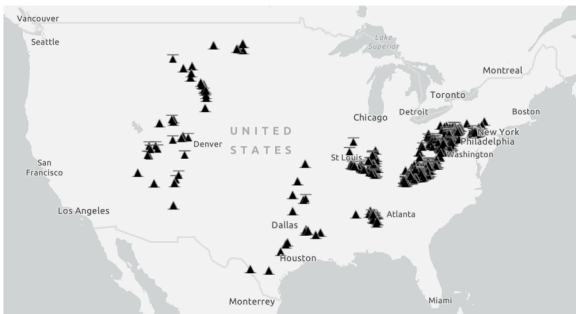 Vancouver
Seattle
Lake
Superior
Montreal
Toronto
Boston
Detroit
Chicago
New York
Philadelphia
Washington
UNITED
STATES
Denver
St Louis
San
Francisco
Los Angeles
Atlanta
Dallas
Houston
Monterrey
Miami